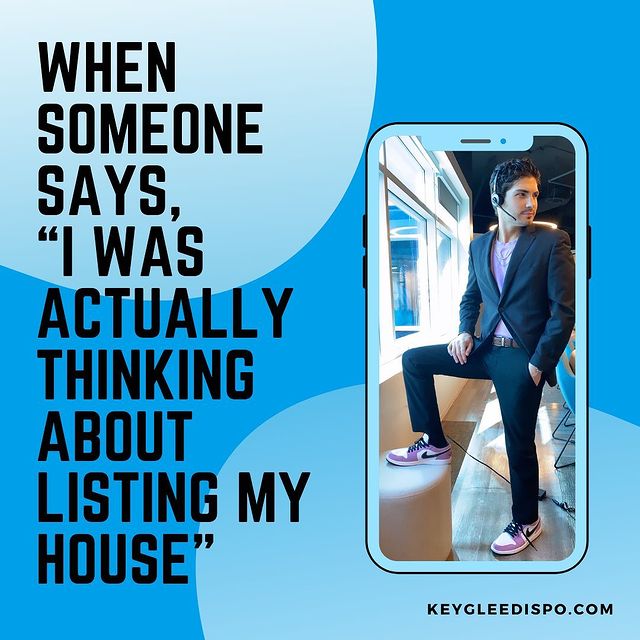 WHEN
SOMEONE
SAYS,
“I WAS
ACTUALLY
THINKING
ABOUT
LISTING MY
HOUSE”
KEYGLEEDISPO.COM